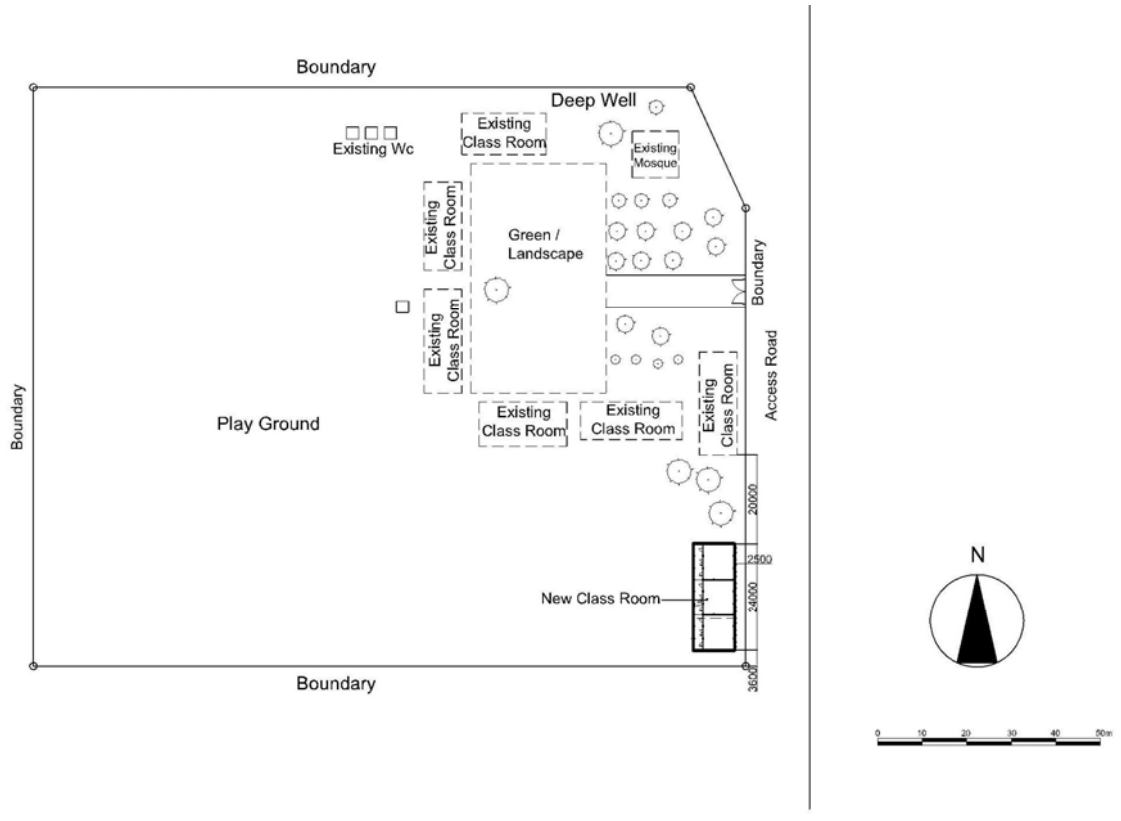 Boundary
Deep Well
Existing
Class Room
Existing Wc
Existing
Mosque
Existing
Class Room
Green /
Landscape
Boundary
Existing
Class Room
Boundary
Access Road
Existing
Class Room
Play Ground
Existing
Class Room
Existing
Class Room
20000
2500
24000
New Class Room
3600
Boundary
N
0 10 20 30 40 50m